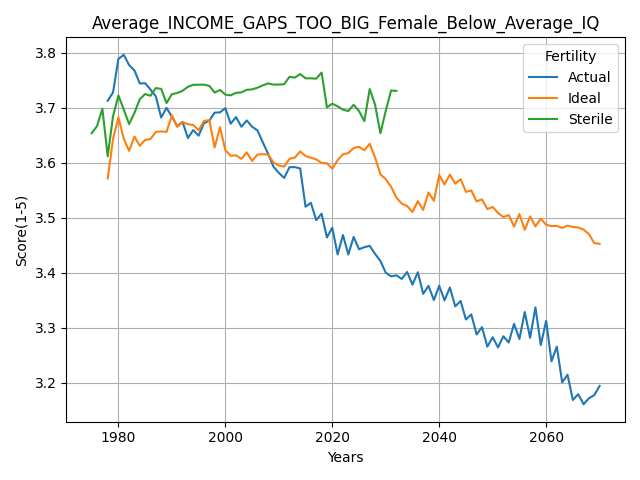 Average_INCOME_GAPS_TOO_BIG_Female_Below_Average_IQ
Score(1-5)
3.8
3.7
3.6
3.5
3.4
3.3
3.2
Fertility
Actual
Ideal
Sterile
1980 2000 2020 2040 2060
Years